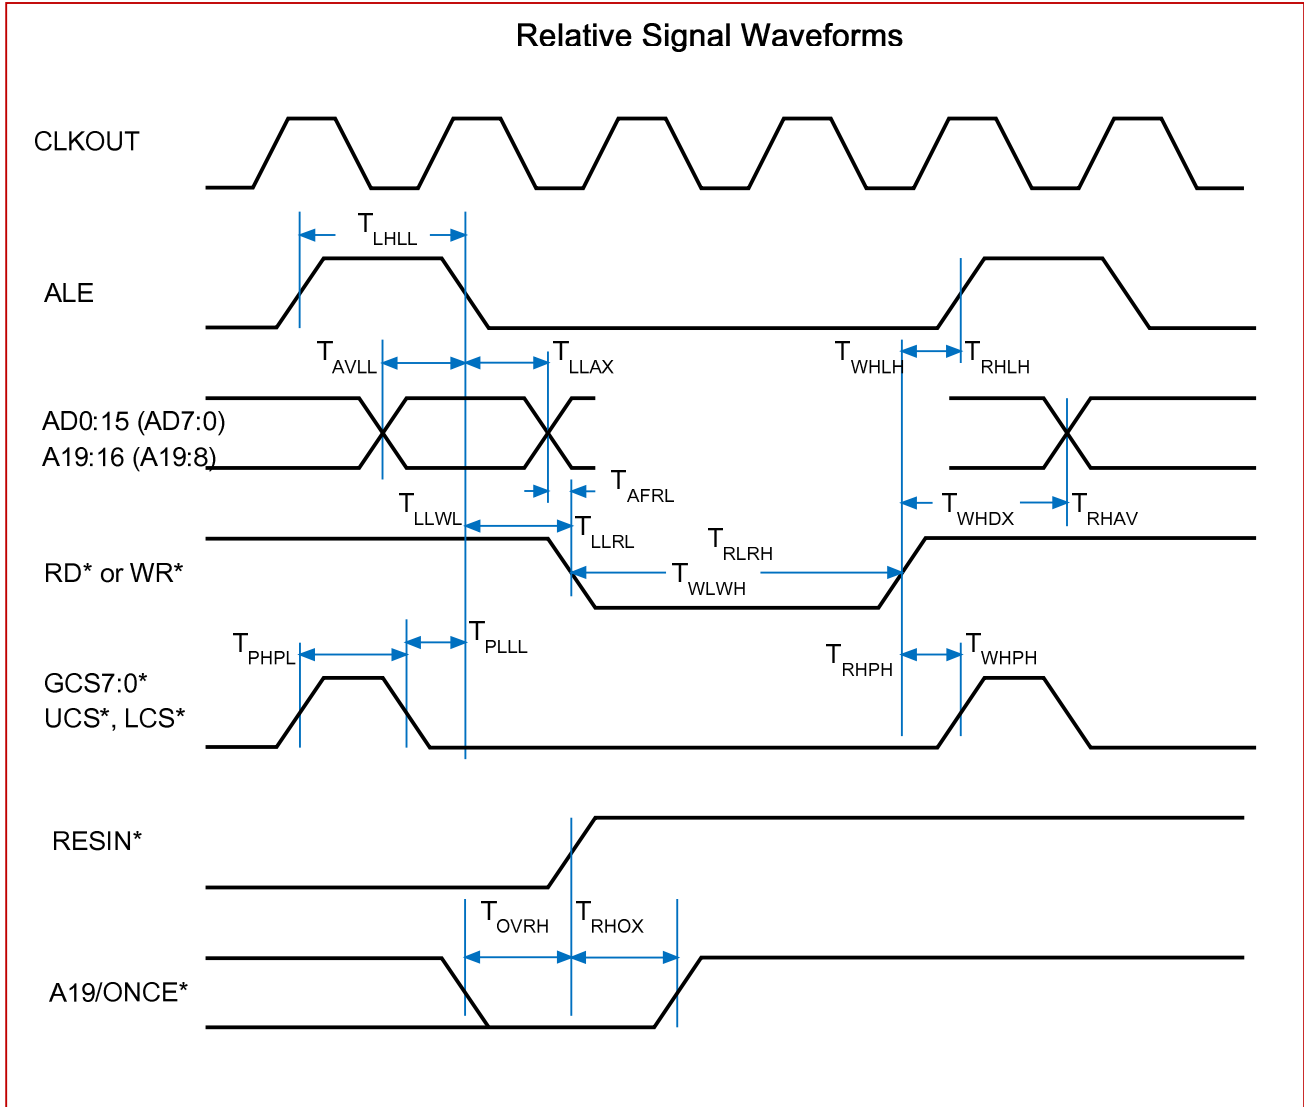 Relative Signal Waveforms
CLKOUT
TLHLL
ALE
TAVLL
TLLAX
TWHLH
TRHLH
AD0:15 (AD7:0)
A19:16 (A19:8)
TAFRL
TLLWL
TLLRL
TWHDX
TRHAV
TRLRH
RD* or WR*
TWLWH
TPHPL
TPLLL
TRHPH
TWHPH
GCS7:0*
UCS*, LCS*
RESIN*
TOVRH
TRHOX
A19/ONCE*